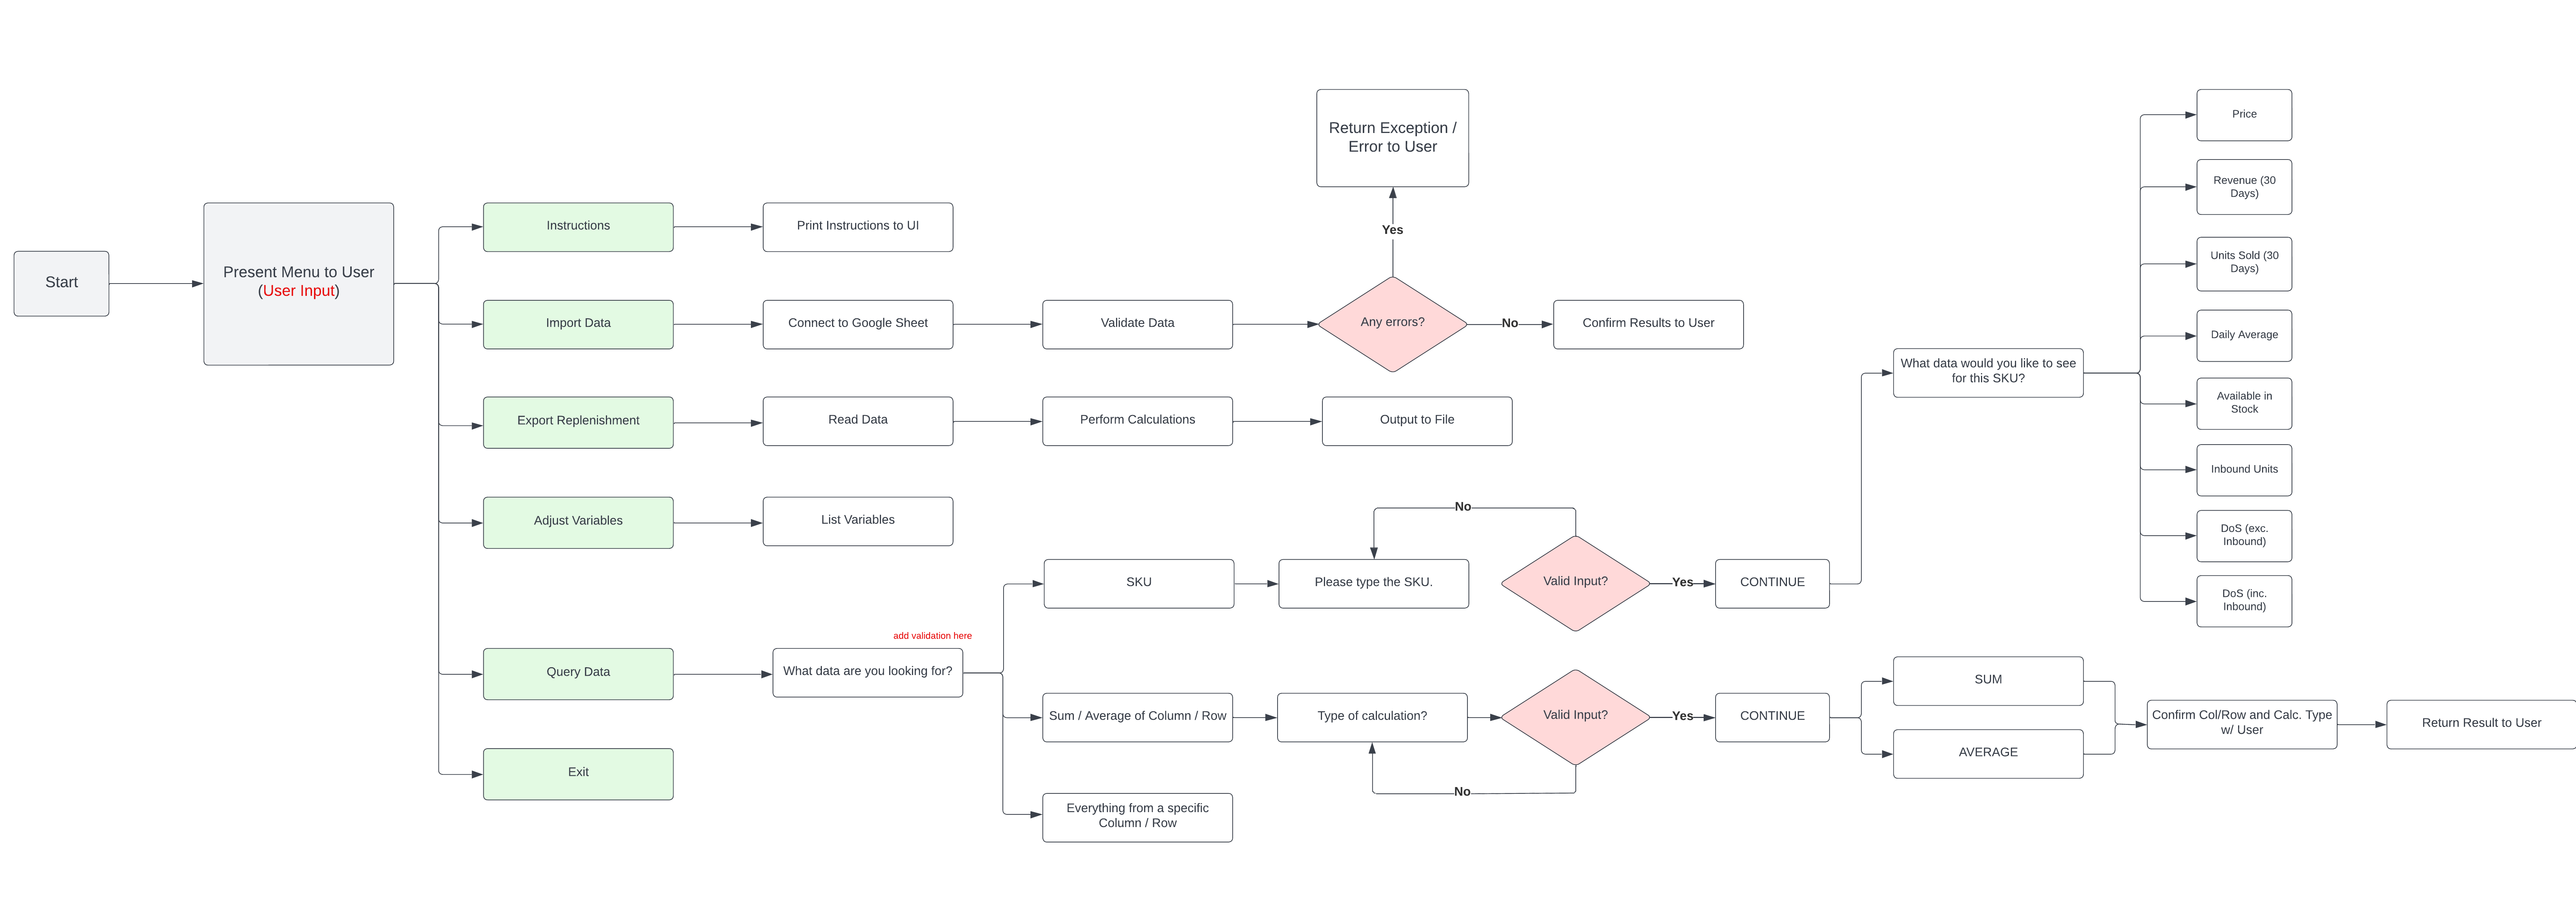 Start
Present Menu to User
(User Input)
Instructions
Print Instructions to UI
Import Data
Connect to Google Sheet
Validate Data
Any errors?
Yes
Return Exception /
Error to User
No
Confirm Results to User
Export Replenishment
Read Data
Perform Calculations
Output to File
Adjust Variables
List Variables
Query Data
add validation here
What data are you looking for?
SKU
Please type the SKU.
No
Valid Input?
Yes
CONTINUE
What data would you like to see
for this SKU?
Price
Revenue (30
Days)
Units Sold (30
Days)
Daily Average
Available in
Stock
Inbound Units
DoS (exc.
Inbound)
DoS (inc.
Inbound)
Sum / Average of Column / Row
Type of calculation?
Valid Input?
No
Yes
CONTINUE
SUM
AVERAGE
Confirm Col/Row and Calc. Type
w/ User
Return Result to User
Everything from a specific
Column / Row
Exit